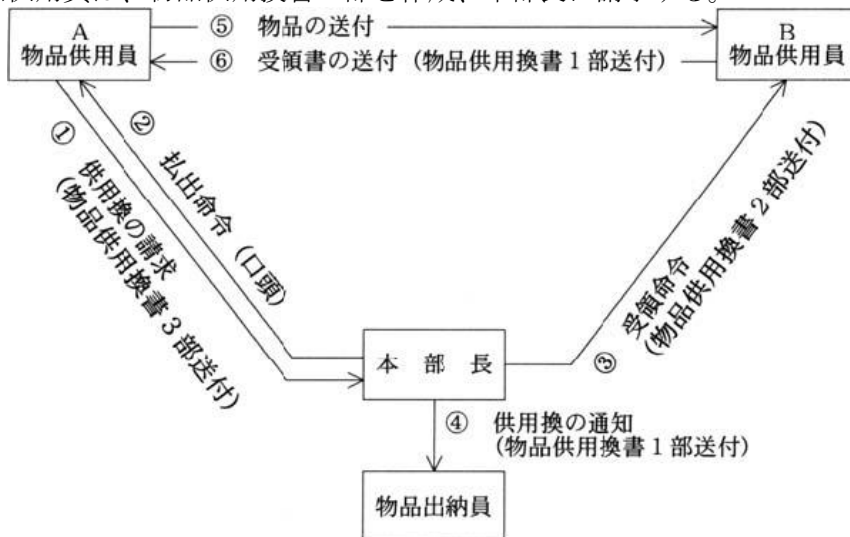 A
物品供用員
⑤ 物品の送付
⑥ 受領書の送付（物品供用換書１部送付）
B
物品供用員
① 供用換の請求
（物品供用換書３部送付）
② 払出命令（口頭）
③ 受領命令
（物品供用換書２部送付）
本部長
④ 供用換の通知
（物品供用換書１部送付）
物品出納員